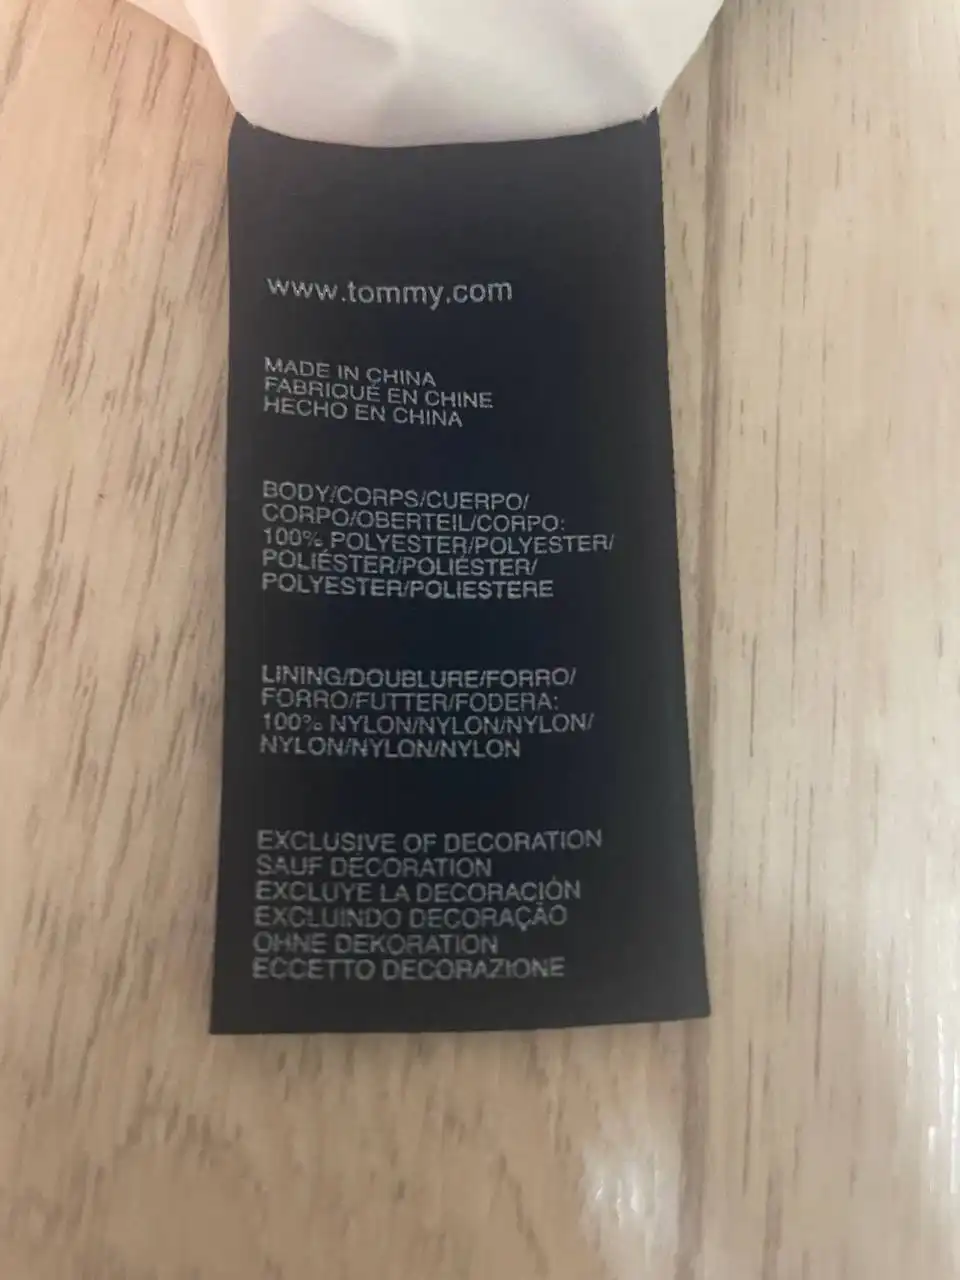 www.tommy.com
MADE IN CHINA
FABRIQUÉ EN CHINE
HECHO EN CHINA
BODY/CORPS/CUERPO/
CORPO/OBERTEIL/CORPO:
100% POLYESTER/POLYESTER/
POLIÉSTER/POLIÉSTER/
POLYESTER/POLIESTERE
LINING/DOUBLURE/FORRO/
FORRO/FUTTER/FODERA:
100% NYLON/NYLON/NYLON/
NYLON/NYLON/NYLON
EXCLUSIVE OF DECORATION
SAUF DÉCORATION
EXCLUYE LA DECORACIÓN
EXCLUINDO DECORAÇÃO
OHNE DEKORATION
ECCETTO DECORAZIONE